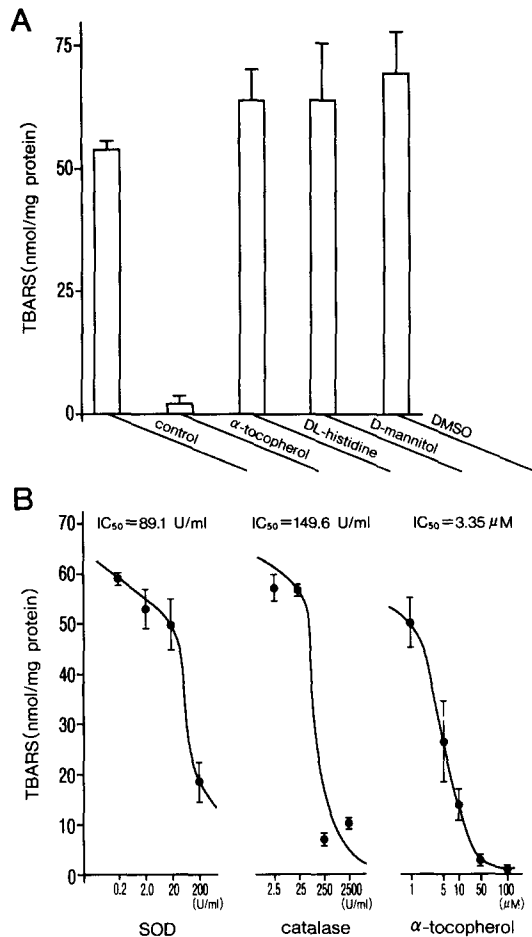 A
TBARS(nmol/mg protein)
75
50
25
0
control
α-tocopherol
DL-histidine
D-mannitol
DMSO
B
TBARS(nmol/mg protein)
70
60
50
40
30
20
10
0
IC₅₀=89.1 U/ml
IC₅₀=149.6 U/ml
IC₅₀=3.35 μM
0.2 2.0 20 200
(U/ml)
SOD
2.5 25 250 2500
(U/ml)
catalase
1 5 10 50 100
(μM)
α-tocopherol